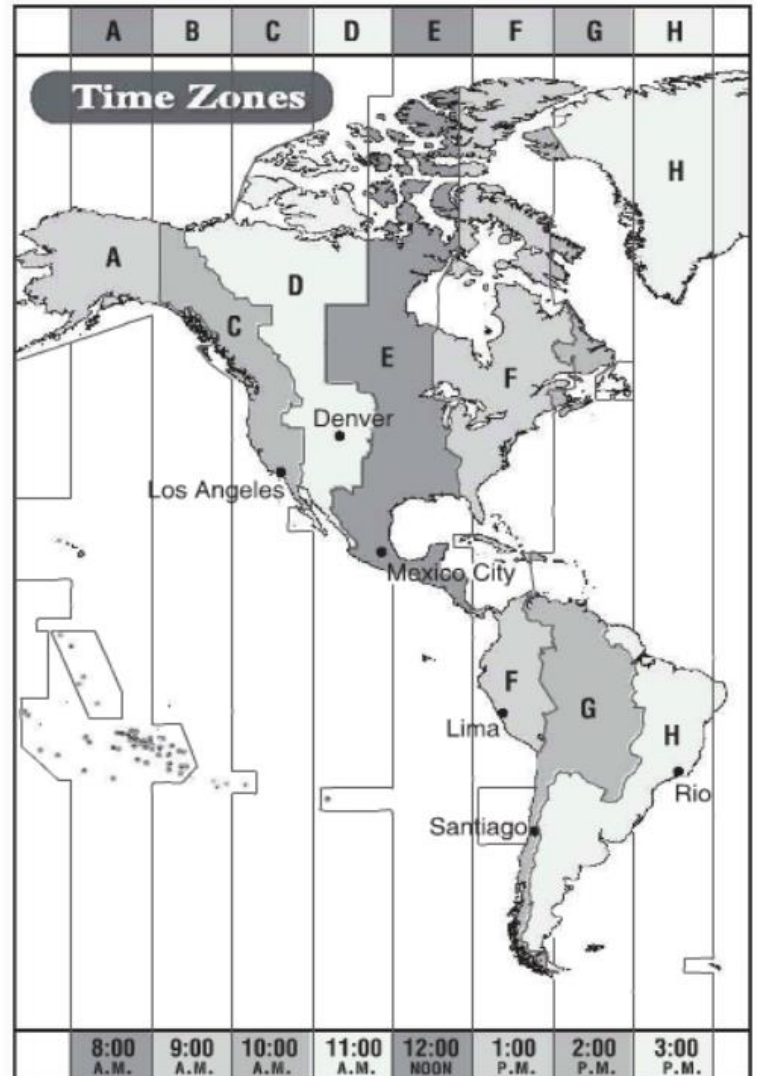 A B C D E F G H
Time Zones
H
A
D
C
E
F
Denver
Los Angeles
Mexico City
F
G
Lima
H
Rio
Santiago
8:00 9:00 10:00 11:00 12:00 1:00 2:00 3:00
A.M. A.M. A.M. A.M. NOON P.M. P.M. P.M.